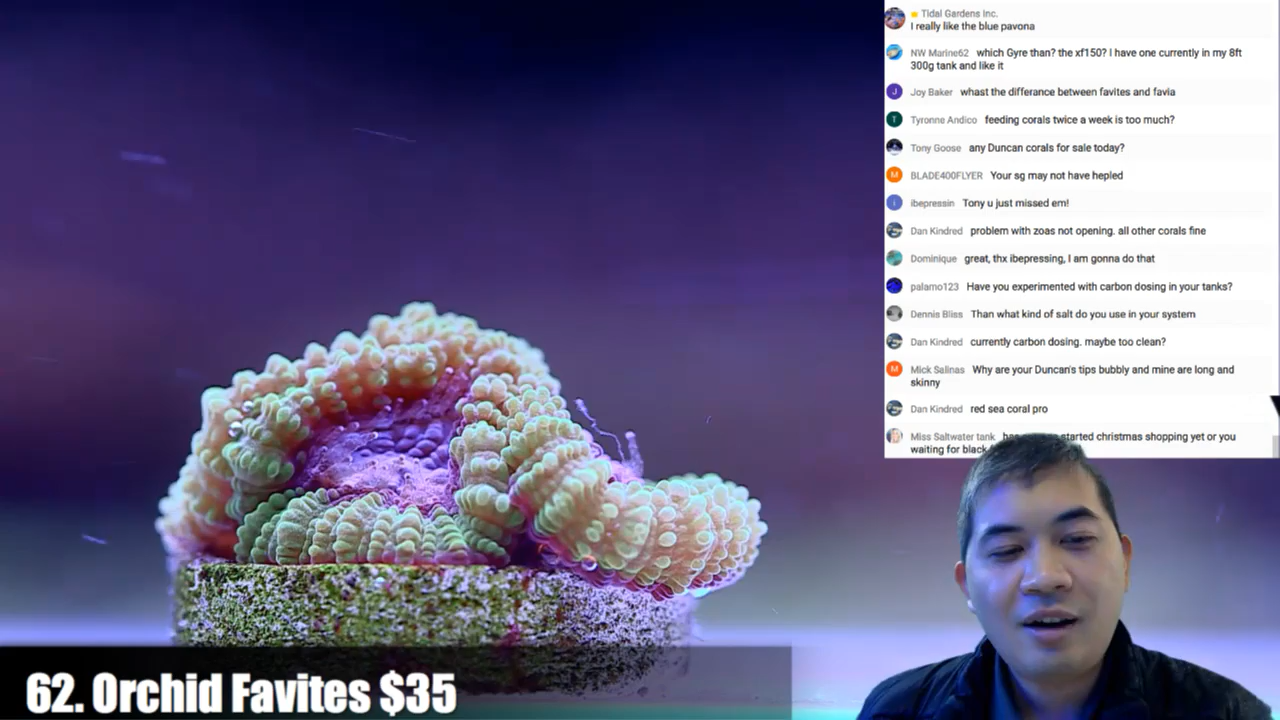 Tidal Gardens Inc.
I really like the blue pavona
NW Marine62 which Gyre than? the xf150? I have one currently in my 8ft
300g tank and like it
J
Joy Baker whast the differance between favites and favia
T
Tyronne Andico feeding corals twice a week is too much?
Tony Goose any Duncan corals for sale today?
M
BLADE400FLYER Your sg may not have hepled
i
ibepressin Tony u just missed em!
Dan Kindred problem with zoas not opening. all other corals fine
Dominique great, thx ibepressing, I am gonna do that
palamo123 Have you experimented with carbon dosing in your tanks?
Dennis Bliss Than what kind of salt do you use in your system
Dan Kindred currently carbon dosing. maybe too clean?
M
Mick Salinas Why are your Duncan's tips bubbly and mine are long and
skinny
Dan Kindred red sea coral pro
Miss Saltwater tank started christmas shopping yet or you
waiting for black
62. Orchid Favites $35